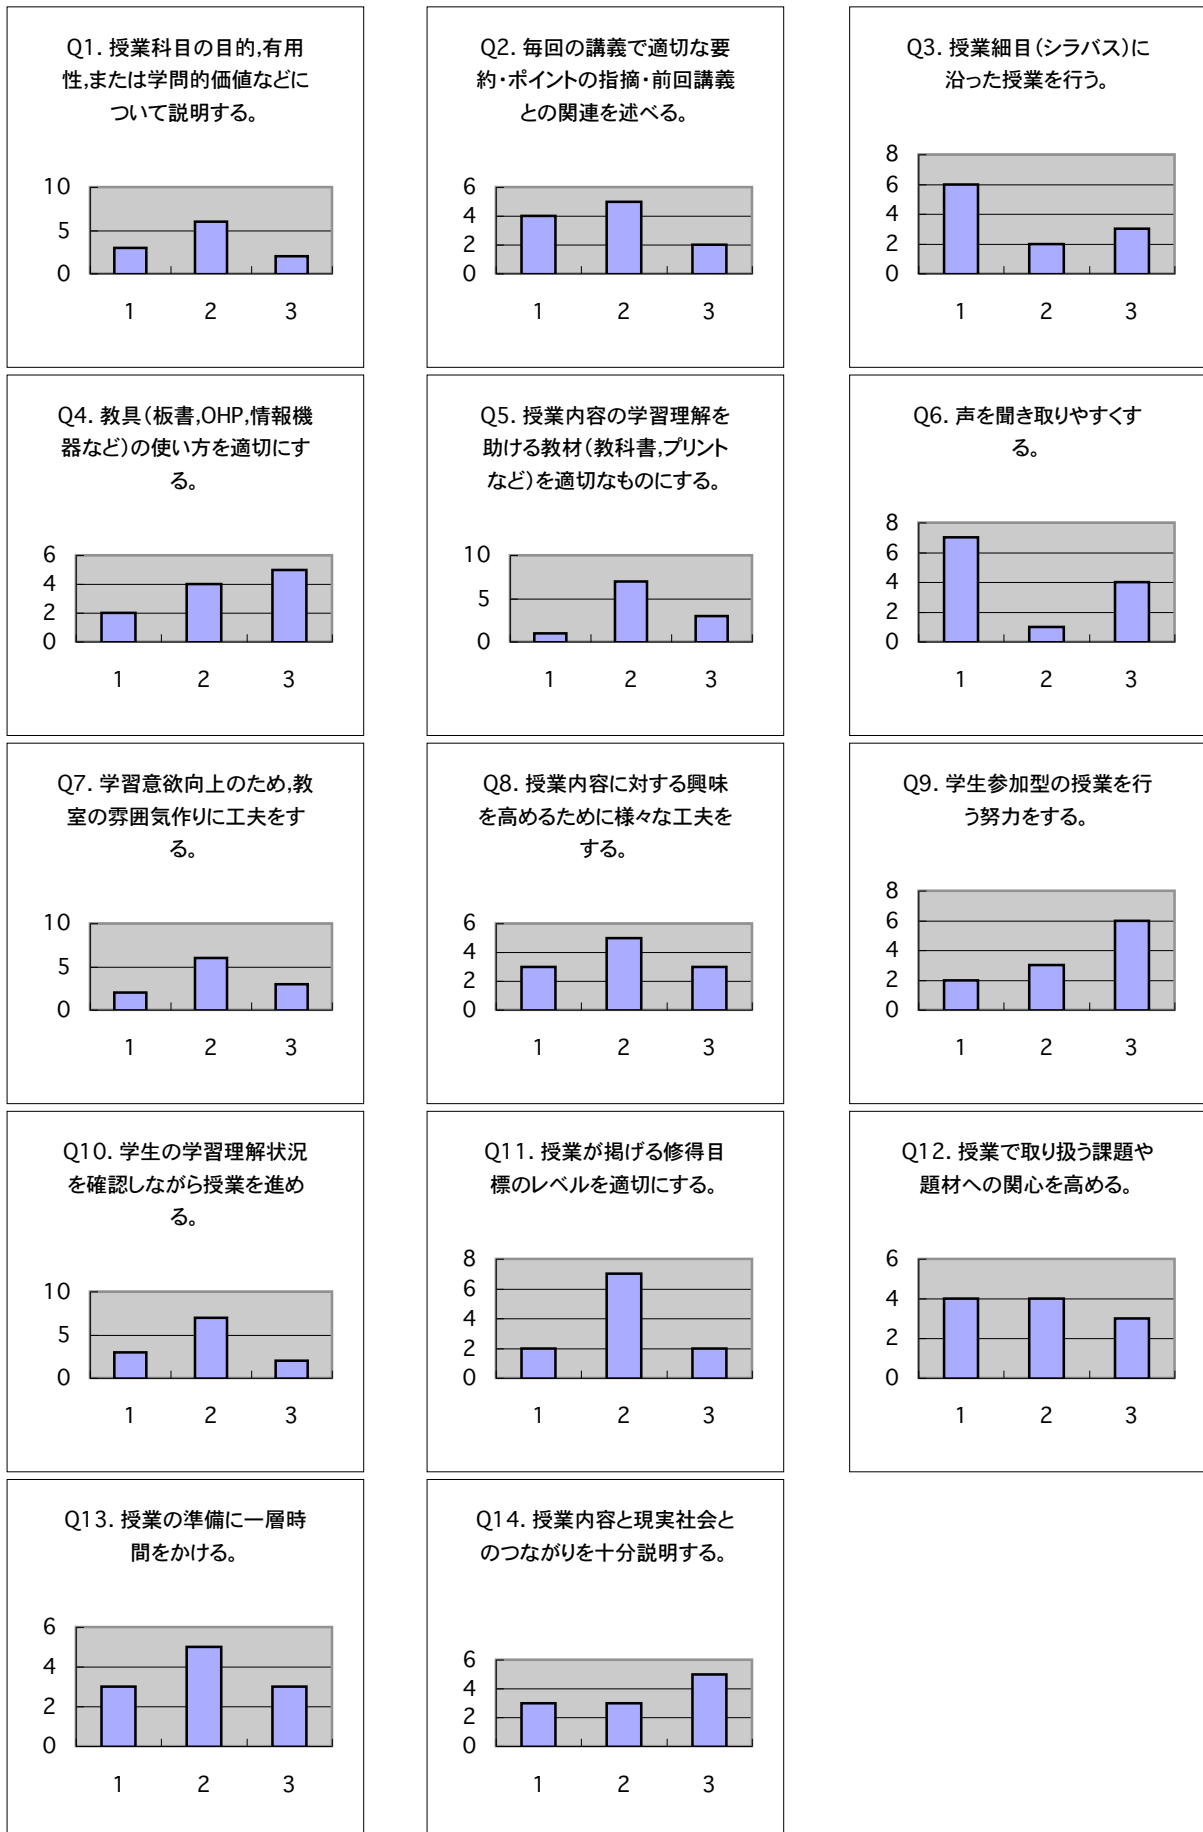 Q1. 授業科目の目的,有用
性,または学問的価値などに
ついて説明する。
10
5
0
1 2 3
Q2. 毎回の講義で適切な要
約・ポイントの指摘・前回講義
との関連を述べる。
6
4
2
0
1 2 3
Q3. 授業細目(シラバス)に
沿った授業を行う。
8
6
4
2
0
1 2 3
Q4. 教具(板書,OHP,情報機
器など)の使い方を適切にす
る。
6
4
2
0
1 2 3
Q5. 授業内容の学習理解を
助ける教材(教科書,プリント
など)を適切なものにする。
10
5
0
1 2 3
Q6. 声を聞き取りやすくす
る。
8
6
4
2
0
1 2 3
Q7. 学習意欲向上のため,教
室の雰囲気作りに工夫をす
る。
10
5
0
1 2 3
Q8. 授業内容に対する興味
を高めるために様々な工夫を
する。
6
4
2
0
1 2 3
Q9. 学生参加型の授業を行
う努力をする。
8
6
4
2
0
1 2 3
Q10. 学生の学習理解状況
を確認しながら授業を進め
る。
10
5
0
1 2 3
Q11. 授業が掲げる修得目
標のレベルを適切にする。
8
6
4
2
0
1 2 3
Q12. 授業で取り扱う課題や
題材への関心を高める。
6
4
2
0
1 2 3
Q13. 授業の準備に一層時
間をかける。
6
4
2
0
1 2 3
Q14. 授業内容と現実社会と
のつながりを十分説明する。
6
4
2
0
1 2 3